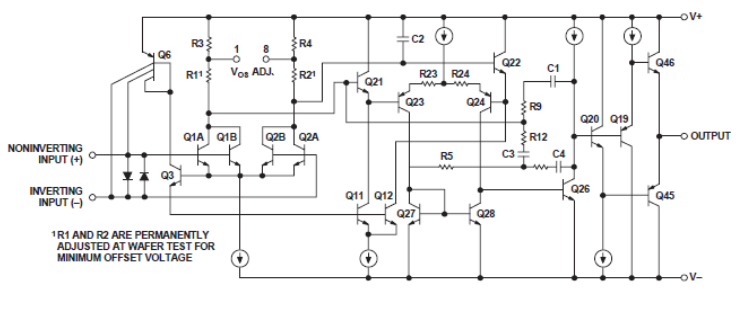 V+
R3
1
8
R4
C2
Q6
VOS ADJ.
R1¹
R2¹
Q21
Q22
Q46
R23
R24
C1
Q23
Q24
R9
Q20
Q19
Q1A
Q1B
Q2B
Q2A
R12
OUTPUT
NONINVERTING
INPUT (+)
Q3
R5
C3
C4
INVERTING
INPUT (–)
Q11
Q12
Q27
Q28
Q26
Q45
¹R1 AND R2 ARE PERMANENTLY
ADJUSTED AT WAFER TEST FOR
MINIMUM OFFSET VOLTAGE
V–